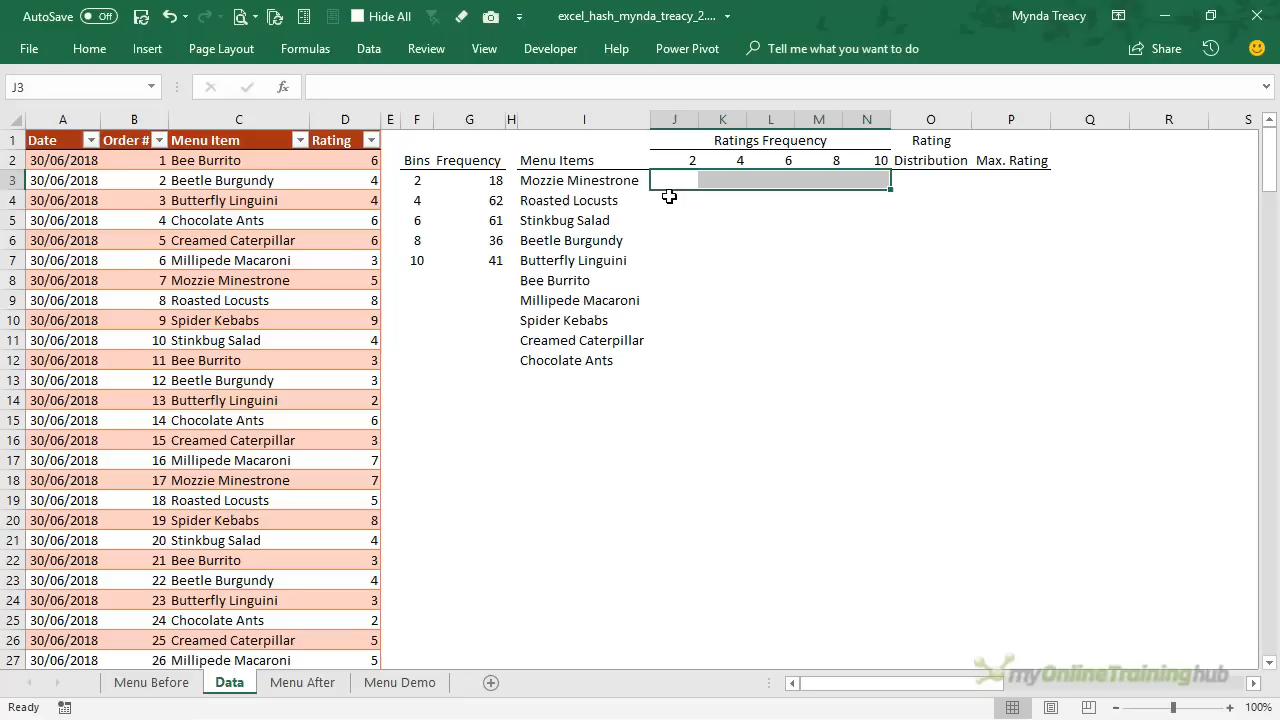 AutoSave Off Hide All excel_hash_mynda_treacy_2.... Mynda Treacy
File Home Insert Page Layout Formulas Data Review View Developer Help Power Pivot Tell me what you want to do Share
J3 fx
A B C D E F G H I J K L M N O P Q R S
1 Date Order # Menu Item Rating Ratings Frequency Rating
2 30/06/2018 1 Bee Burrito 6 Bins Frequency Menu Items 2 4 6 8 10 Distribution Max. Rating
3 30/06/2018 2 Beetle Burgundy 4 2 18 Mozzie Minestrone
4 30/06/2018 3 Butterfly Linguini 4 4 62 Roasted Locusts
5 30/06/2018 4 Chocolate Ants 6 6 61 Stinkbug Salad
6 30/06/2018 5 Creamed Caterpillar 6 8 36 Beetle Burgundy
7 30/06/2018 6 Millipede Macaroni 3 10 41 Butterfly Linguini
8 30/06/2018 7 Mozzie Minestrone 5 Bee Burrito
9 30/06/2018 8 Roasted Locusts 8 Millipede Macaroni
10 30/06/2018 9 Spider Kebabs 9 Spider Kebabs
11 30/06/2018 10 Stinkbug Salad 4 Creamed Caterpillar
12 30/06/2018 11 Bee Burrito 3 Chocolate Ants
13 30/06/2018 12 Beetle Burgundy 3
14 30/06/2018 13 Butterfly Linguini 2
15 30/06/2018 14 Chocolate Ants 6
16 30/06/2018 15 Creamed Caterpillar 3
17 30/06/2018 16 Millipede Macaroni 7
18 30/06/2018 17 Mozzie Minestrone 7
19 30/06/2018 18 Roasted Locusts 5
20 30/06/2018 19 Spider Kebabs 8
21 30/06/2018 20 Stinkbug Salad 4
22 30/06/2018 21 Bee Burrito 3
23 30/06/2018 22 Beetle Burgundy 4
24 30/06/2018 23 Butterfly Linguini 3
25 30/06/2018 24 Chocolate Ants 2
26 30/06/2018 25 Creamed Caterpillar 5
27 30/06/2018 26 Millipede Macaroni 5
myOnlineTraininghub
Menu Before Data Menu After Menu Demo
Ready 100%